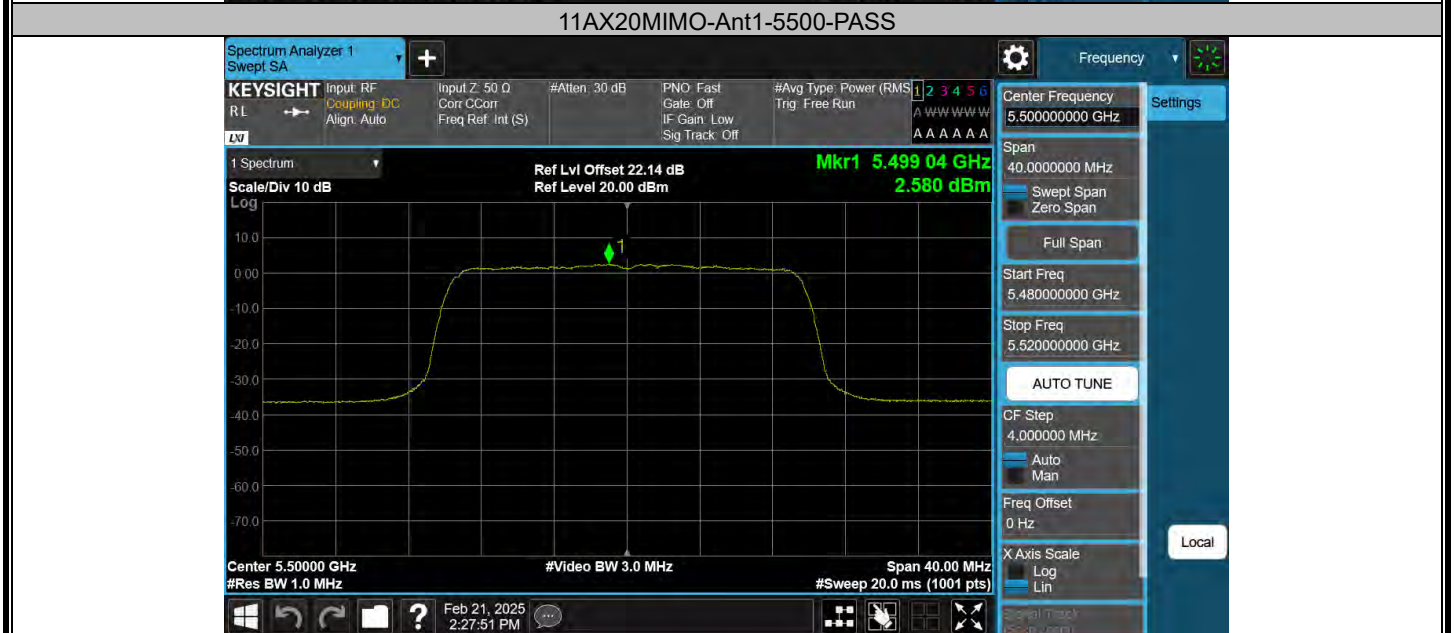 11AX20MIMO-Ant1-5500-PASS
Spectrum Analyzer 1
Swept SA
Frequency
KEYSIGHT
RL
LXI
Input: RF
Coupling: DC
Align: Auto
Input Z: 50 Ω
Corr CCorr
Freq Ref: Int (S)
#Atten: 30 dB
PNO: Fast
Gate: Off
IF Gain: Low
Sig Track: Off
#Avg Type: Power (RMS
Trig: Free Run
1 2 3 4 5 6
A W W W W W
A A A A A A
1 Spectrum
Scale/Div 10 dB
Log
Ref Lvl Offset 22.14 dB
Ref Level 20.00 dBm
Mkr1 5.499 04 GHz
2.580 dBm
1
10.0
0.00
-10.0
-20.0
-30.0
-40.0
-50.0
-60.0
-70.0
Center 5.50000 GHz
#Res BW 1.0 MHz
#Video BW 3.0 MHz
Span 40.00 MHz
#Sweep 20.0 ms (1001 pts)
Center Frequency
5.500000000 GHz
Span
40.0000000 MHz
Swept Span
Zero Span
Full Span
Start Freq
5.480000000 GHz
Stop Freq
5.520000000 GHz
AUTO TUNE
CF Step
4.000000 MHz
Auto
Man
Freq Offset
0 Hz
X Axis Scale
Log
Lin
Signal Track
Settings
Local
Feb 21, 2025
2:27:51 PM